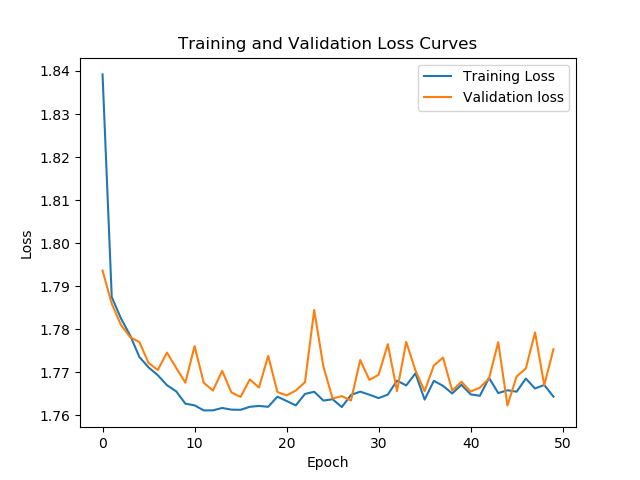 Training and Validation Loss Curves
Training Loss
Validation loss
Loss
1.84
1.83
1.82
1.81
1.80
1.79
1.78
1.77
1.76
0 10 20 30 40 50
Epoch